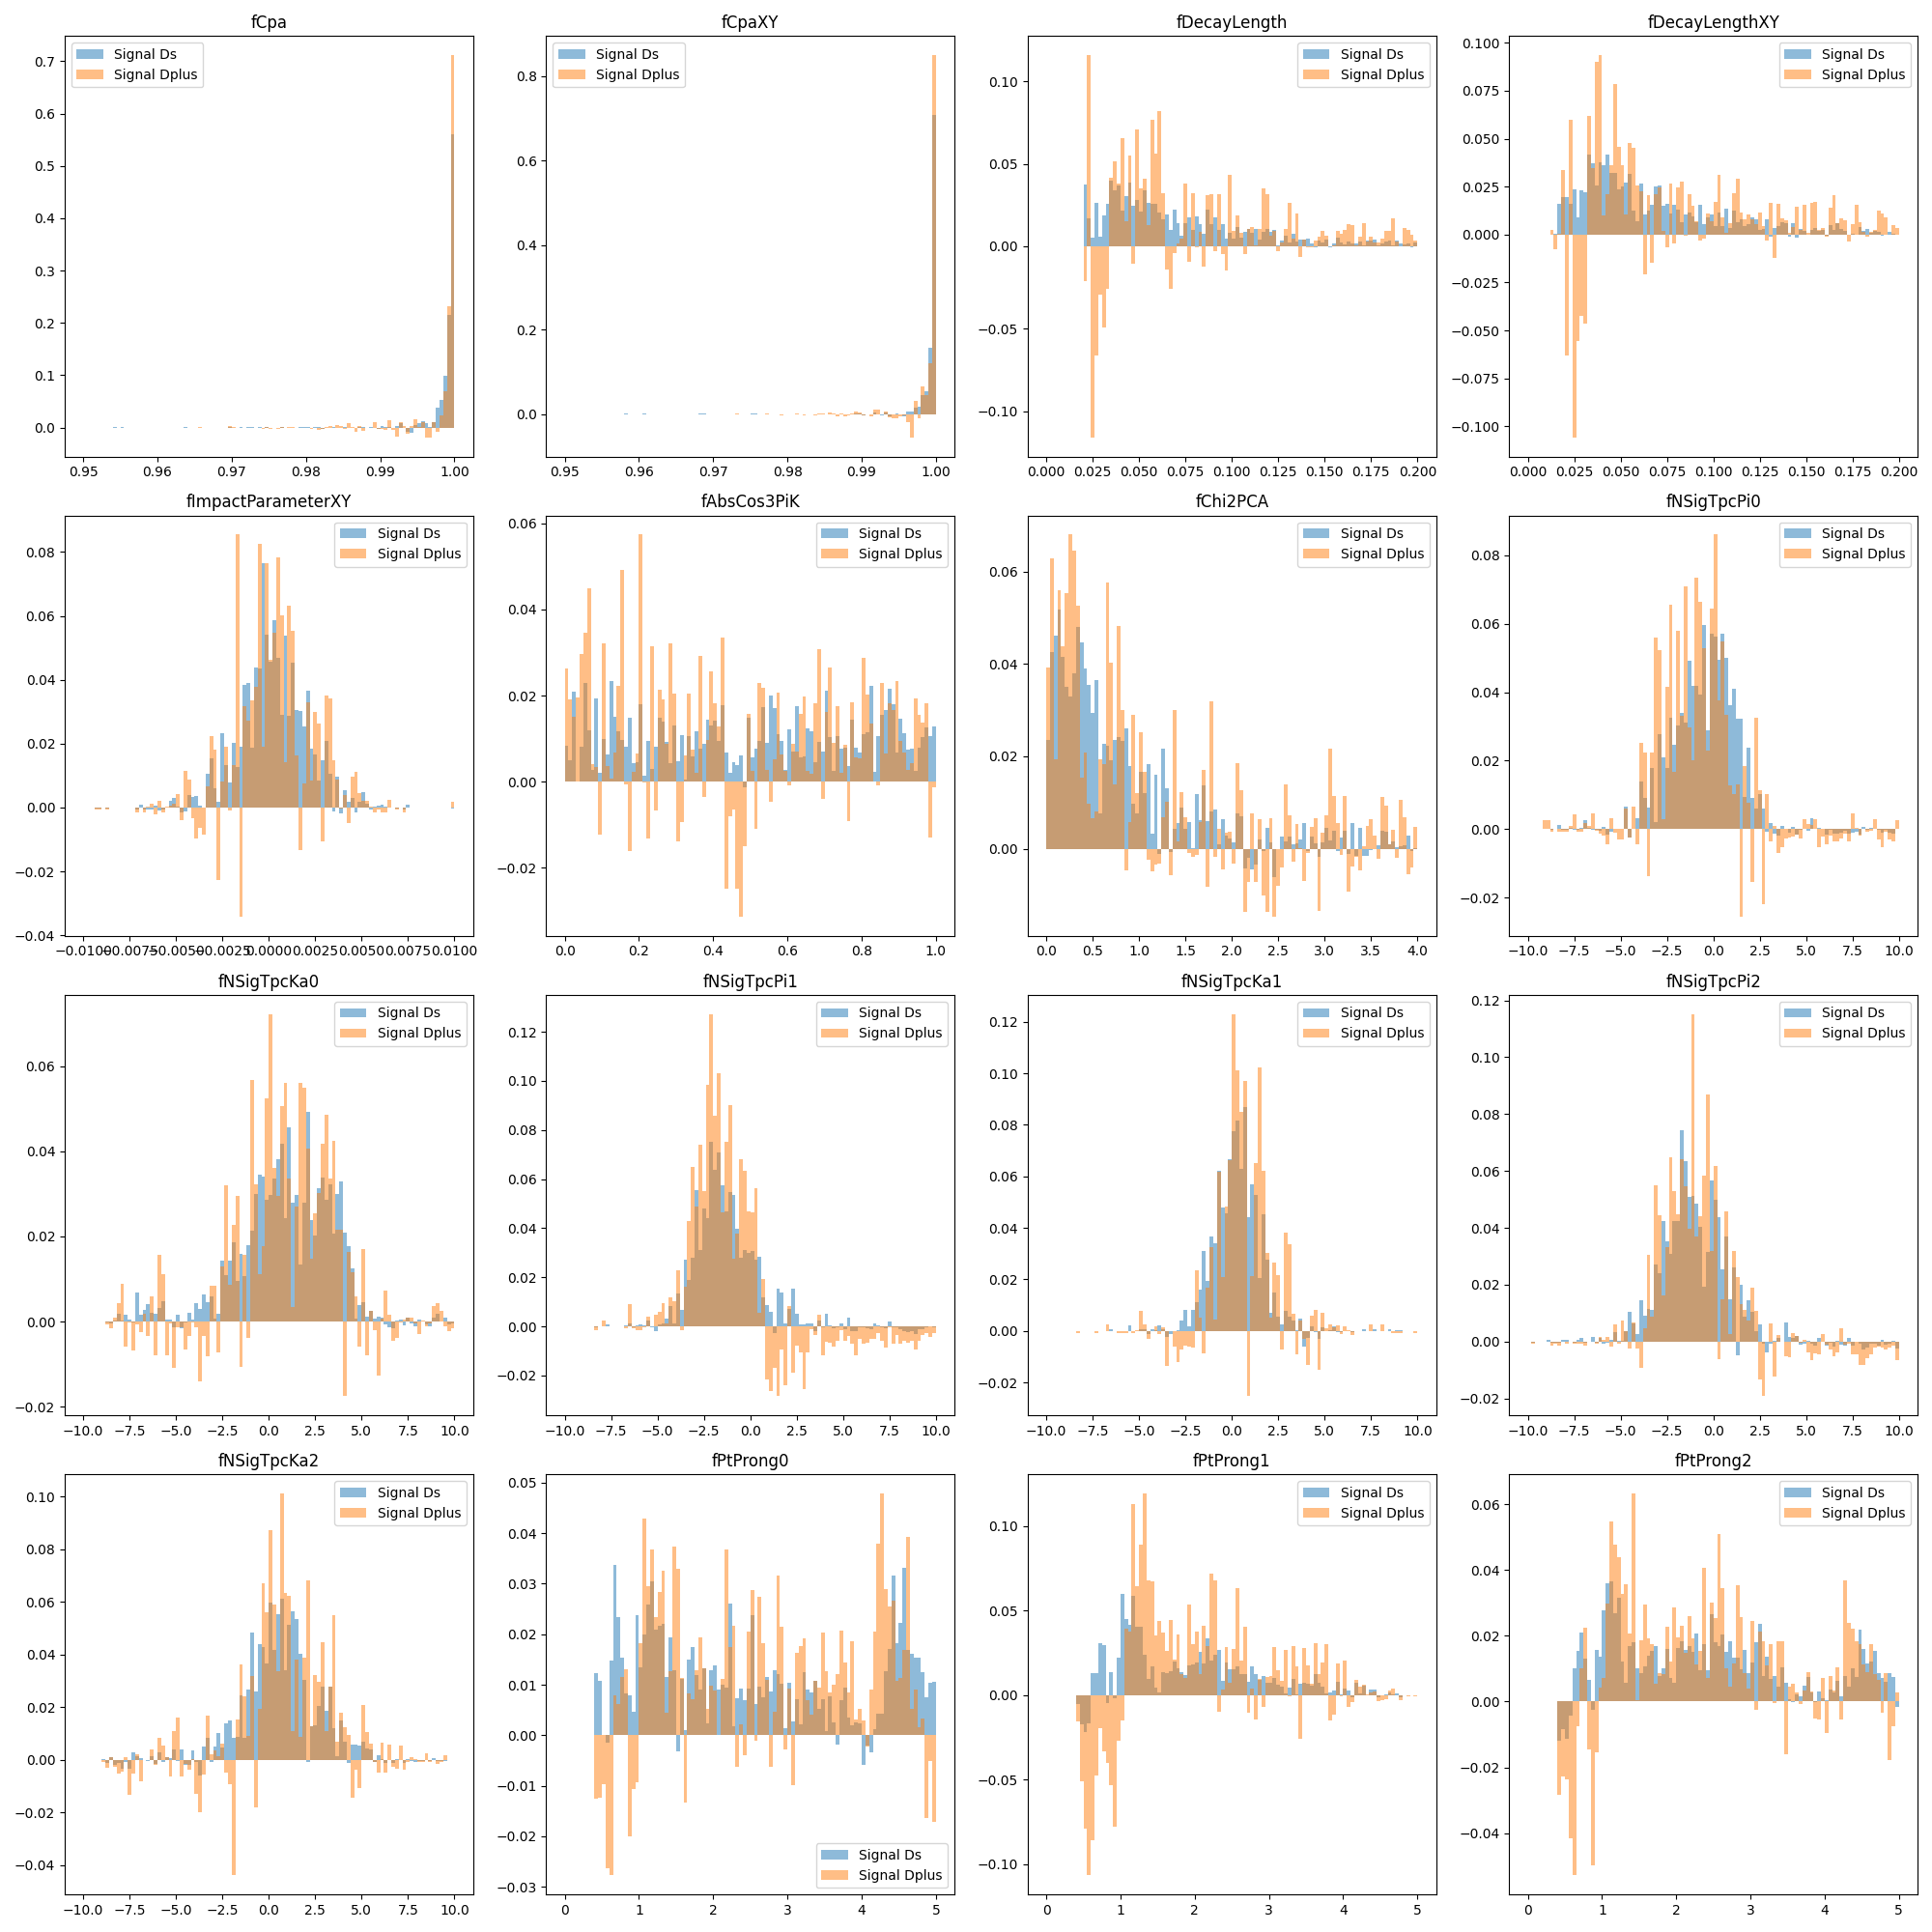 fCpa
Signal Ds
Signal Dplus
0.7
0.6
0.5
0.4
0.3
0.2
0.1
0.0
0.95 0.96 0.97 0.98 0.99 1.00
fCpaXY
Signal Ds
Signal Dplus
0.8
0.6
0.4
0.2
0.0
0.95 0.96 0.97 0.98 0.99 1.00
fDecayLength
Signal Ds
Signal Dplus
0.10
0.05
0.00
−0.05
−0.10
0.000 0.025 0.050 0.075 0.100 0.125 0.150 0.175 0.200
fDecayLengthXY
Signal Ds
Signal Dplus
0.100
0.075
0.050
0.025
0.000
−0.025
−0.050
−0.075
−0.100
0.000 0.025 0.050 0.075 0.100 0.125 0.150 0.175 0.200
fImpactParameterXY
Signal Ds
Signal Dplus
0.08
0.06
0.04
0.02
0.00
−0.02
−0.04
−0.0100 −0.0075 −0.0050 −0.0025 0.0000 0.0025 0.0050 0.0075 0.0100
fAbsCos3PiK
Signal Ds
Signal Dplus
0.06
0.04
0.02
0.00
−0.02
0.0 0.2 0.4 0.6 0.8 1.0
fChi2PCA
Signal Ds
Signal Dplus
0.06
0.04
0.02
0.00
0.0 0.5 1.0 1.5 2.0 2.5 3.0 3.5 4.0
fNSigTpcPi0
Signal Ds
Signal Dplus
0.08
0.06
0.04
0.02
0.00
−0.02
−10.0 −7.5 −5.0 −2.5 0.0 2.5 5.0 7.5 10.0
fNSigTpcKa0
Signal Ds
Signal Dplus
0.06
0.04
0.02
0.00
−0.02
−10.0 −7.5 −5.0 −2.5 0.0 2.5 5.0 7.5 10.0
fNSigTpcPi1
Signal Ds
Signal Dplus
0.12
0.10
0.08
0.06
0.04
0.02
0.00
−0.02
−10.0 −7.5 −5.0 −2.5 0.0 2.5 5.0 7.5 10.0
fNSigTpcKa1
Signal Ds
Signal Dplus
0.12
0.10
0.08
0.06
0.04
0.02
0.00
−0.02
−10.0 −7.5 −5.0 −2.5 0.0 2.5 5.0 7.5 10.0
fNSigTpcPi2
Signal Ds
Signal Dplus
0.12
0.10
0.08
0.06
0.04
0.02
0.00
−0.02
−10.0 −7.5 −5.0 −2.5 0.0 2.5 5.0 7.5 10.0
fNSigTpcKa2
Signal Ds
Signal Dplus
0.10
0.08
0.06
0.04
0.02
0.00
−0.02
−0.04
−10.0 −7.5 −5.0 −2.5 0.0 2.5 5.0 7.5 10.0
fPtProng0
0.05
0.04
0.03
0.02
0.01
0.00
−0.01
−0.02
−0.03
Signal Ds
Signal Dplus
0 1 2 3 4 5
fPtProng1
Signal Ds
Signal Dplus
0.10
0.05
0.00
−0.05
−0.10
0 1 2 3 4 5
fPtProng2
Signal Ds
Signal Dplus
0.06
0.04
0.02
0.00
−0.02
−0.04
0 1 2 3 4 5